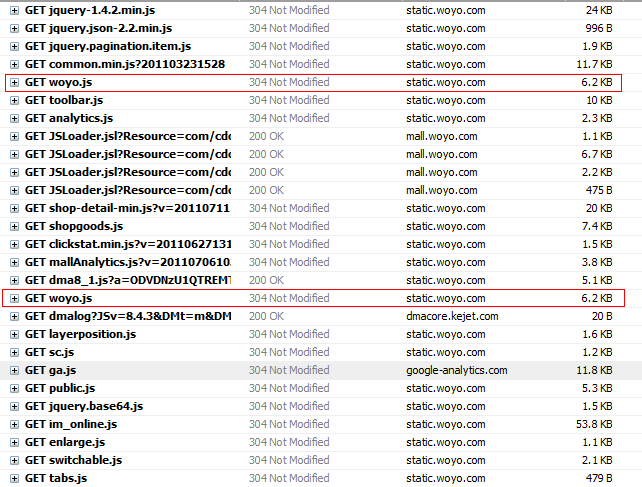 GET jquery-1.4.2.min.js 304 Not Modified static.woyo.com 24 KB
GET jquery.json-2.2.min.js 304 Not Modified static.woyo.com 996 B
GET jquery.pagination.item.js 304 Not Modified static.woyo.com 1.9 KB
GET common.min.js?201103231528 304 Not Modified static.woyo.com 11.7 KB
GET woyo.js 304 Not Modified static.woyo.com 6.2 KB
GET toolbar.js 304 Not Modified static.woyo.com 10 KB
GET analytics.js 304 Not Modified static.woyo.com 2.3 KB
GET JSLoader.jsl?Resource=com/cdc 200 OK mall.woyo.com 1.1 KB
GET JSLoader.jsl?Resource=com/cdc 200 OK mall.woyo.com 6.7 KB
GET JSLoader.jsl?Resource=com/cdc 200 OK mall.woyo.com 2.2 KB
GET JSLoader.jsl?Resource=com/cdc 200 OK mall.woyo.com 475 B
GET shop-detail-min.js?v=20110711 304 Not Modified static.woyo.com 20 KB
GET shopgoods.js 304 Not Modified static.woyo.com 7.4 KB
GET clickstat.min.js?v=20110627131 304 Not Modified static.woyo.com 1.5 KB
GET mallAnalytics.js?v=2011070610 304 Not Modified static.woyo.com 3.8 KB
GET dma8_1.js?a=ODVDNzU1QTREMT 200 OK static.woyo.com 5.1 KB
GET woyo.js 304 Not Modified static.woyo.com 6.2 KB
GET dmalog?JSv=8.4.3&DMt=m&DM 200 OK dmacore.kejet.com 20 B
GET layerposition.js 304 Not Modified static.woyo.com 1.6 KB
GET sc.js 304 Not Modified static.woyo.com 1.2 KB
GET ga.js 304 Not Modified google-analytics.com 11.8 KB
GET public.js 304 Not Modified static.woyo.com 5.3 KB
GET jquery.base64.js 304 Not Modified static.woyo.com 1.5 KB
GET im_online.js 304 Not Modified static.woyo.com 53.8 KB
GET enlarge.js 304 Not Modified static.woyo.com 1.1 KB
GET switchable.js 304 Not Modified static.woyo.com 2.1 KB
GET tabs.js 304 Not Modified static.woyo.com 479 B